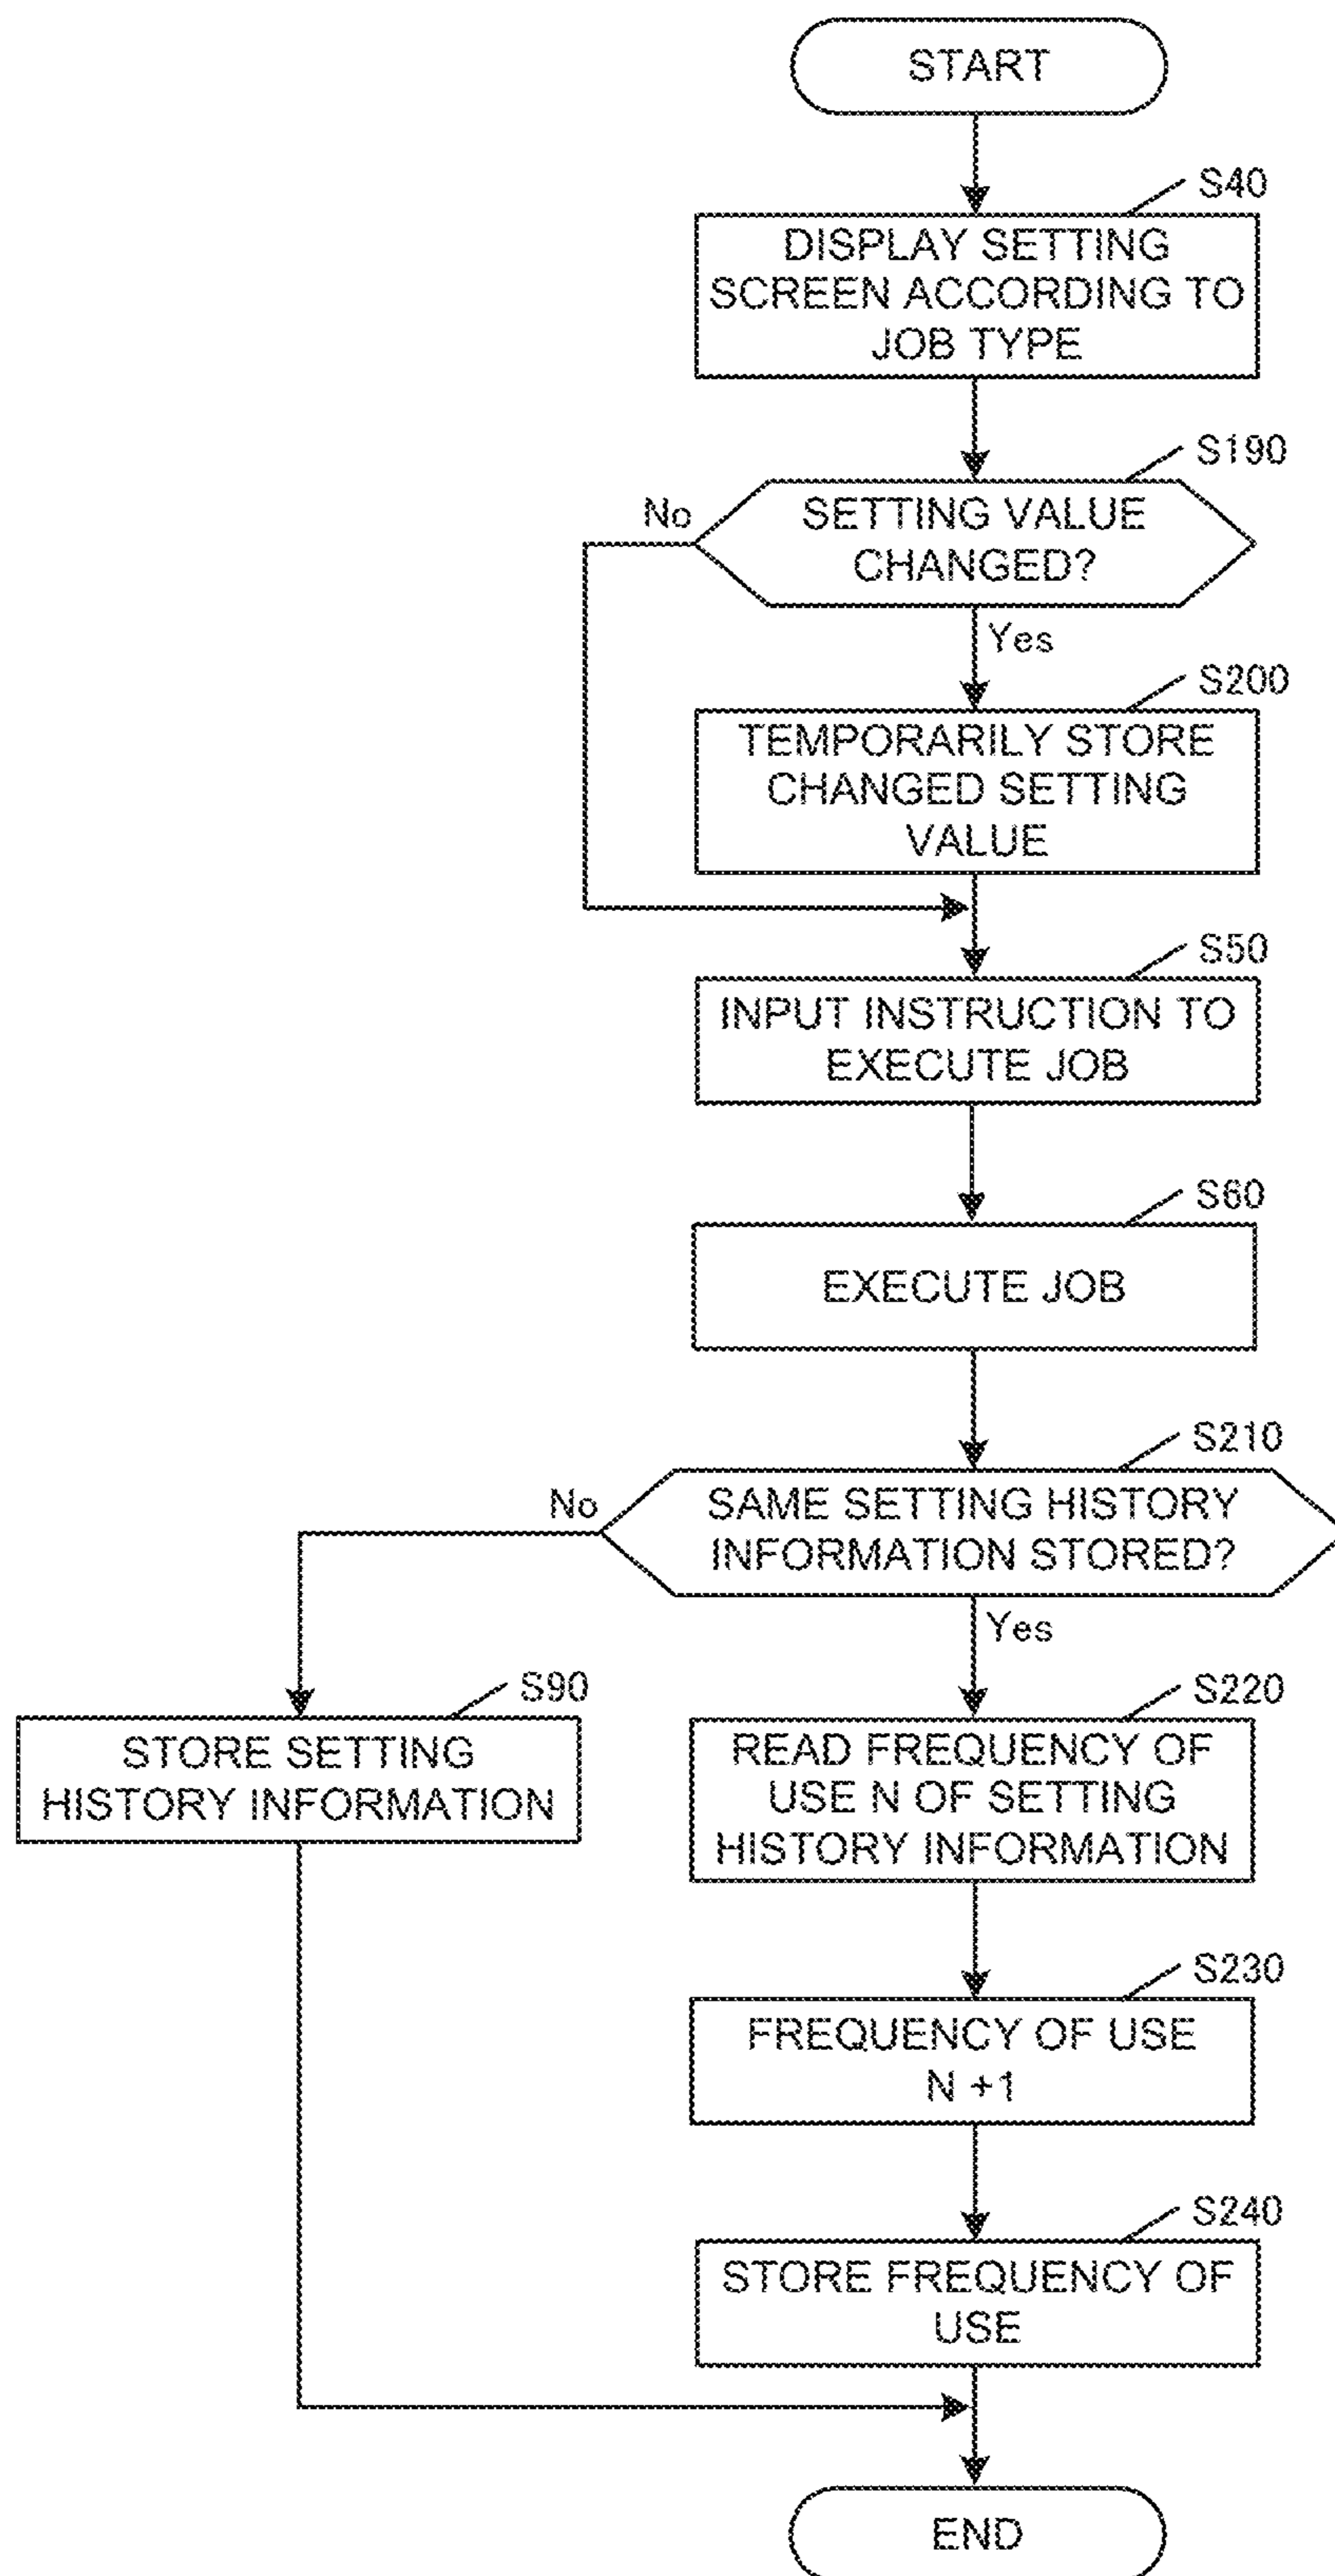 START
S40
DISPLAY SETTING
SCREEN ACCORDING TO
JOB TYPE
S190
No
SETTING VALUE
CHANGED?
Yes
S200
TEMPORARILY STORE
CHANGED SETTING
VALUE
S50
INPUT INSTRUCTION TO
EXECUTE JOB
S60
EXECUTE JOB
S210
No
SAME SETTING HISTORY
INFORMATION STORED?
Yes
S90
STORE SETTING
HISTORY INFORMATION
S220
READ FREQUENCY OF
USE N OF SETTING
HISTORY INFORMATION
S230
FREQUENCY OF USE
N +1
S240
STORE FREQUENCY OF
USE
END